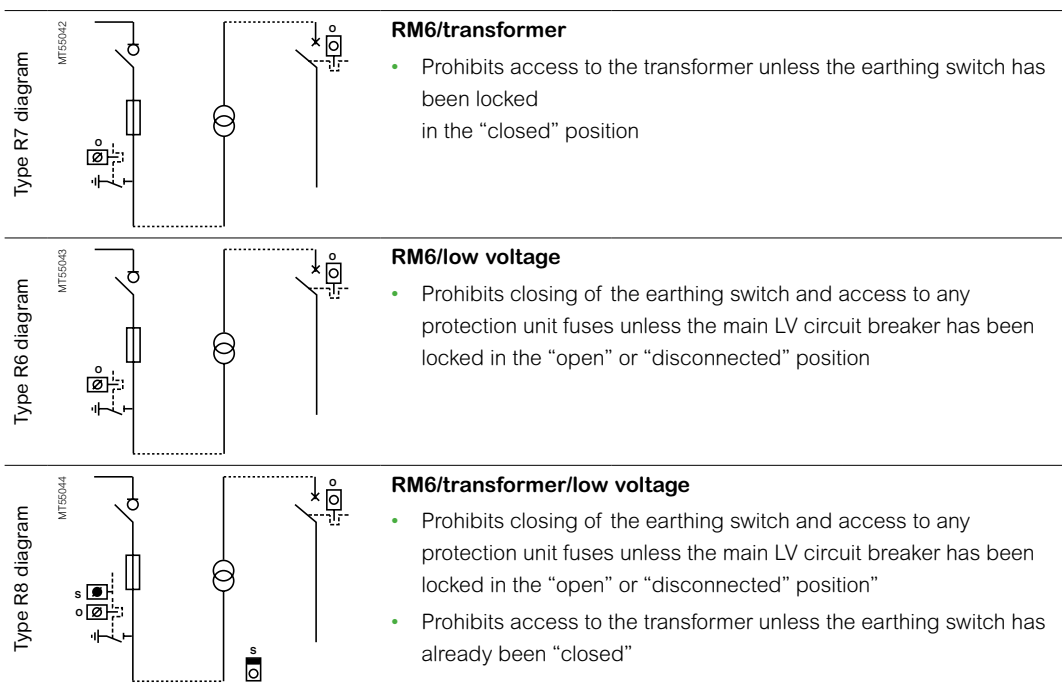 Type R7 diagram
MT55042
O
O
RM6/transformer
• Prohibits access to the transformer unless the earthing switch has
been locked
in the “closed” position
Type R6 diagram
MT55043
O
O
RM6/low voltage
• Prohibits closing of the earthing switch and access to any
protection unit fuses unless the main LV circuit breaker has been
locked in the “open” or “disconnected” position
Type R8 diagram
MT55044
O
S
O
S
RM6/transformer/low voltage
• Prohibits closing of the earthing switch and access to any
protection unit fuses unless the main LV circuit breaker has been
locked in the “open” or “disconnected” position”
• Prohibits access to the transformer unless the earthing switch has
already been “closed”